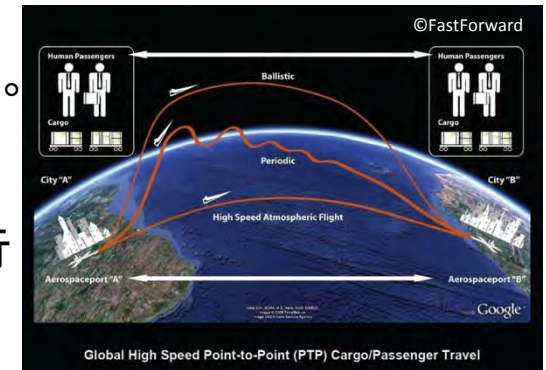 ©FastForward
Human Passengers
Human Passengers
Ballistic
。
Cargo
Cargo
Periodic
City "A"
City "B"
High Speed Atmospheric Flight
Aerospaceport "A"
Aerospaceport "B"
Google
Global High Speed Point-to-Point (PTP) Cargo/Passenger Travel